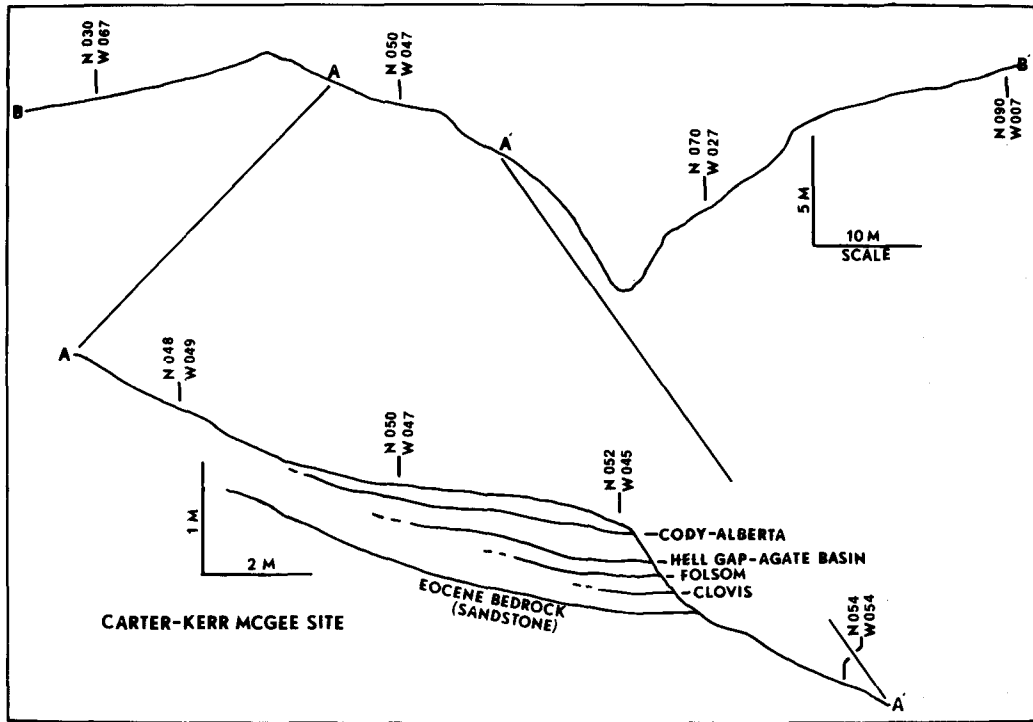 N 030
W 067
B
A
N 050
W 047
A'
N 070
W 027
B'
N 090
W 007
5 M
10 M
SCALE
A
N 048
W 049
N 050
W 047
N 052
W 045
1 M
2 M
CODY-ALBERTA
HELL GAP-AGATE BASIN
FOLSOM
CLOVIS
EOCENE BEDROCK
(SANDSTONE)
CARTER-KERR MCGEE SITE
N 054
W 054
A'